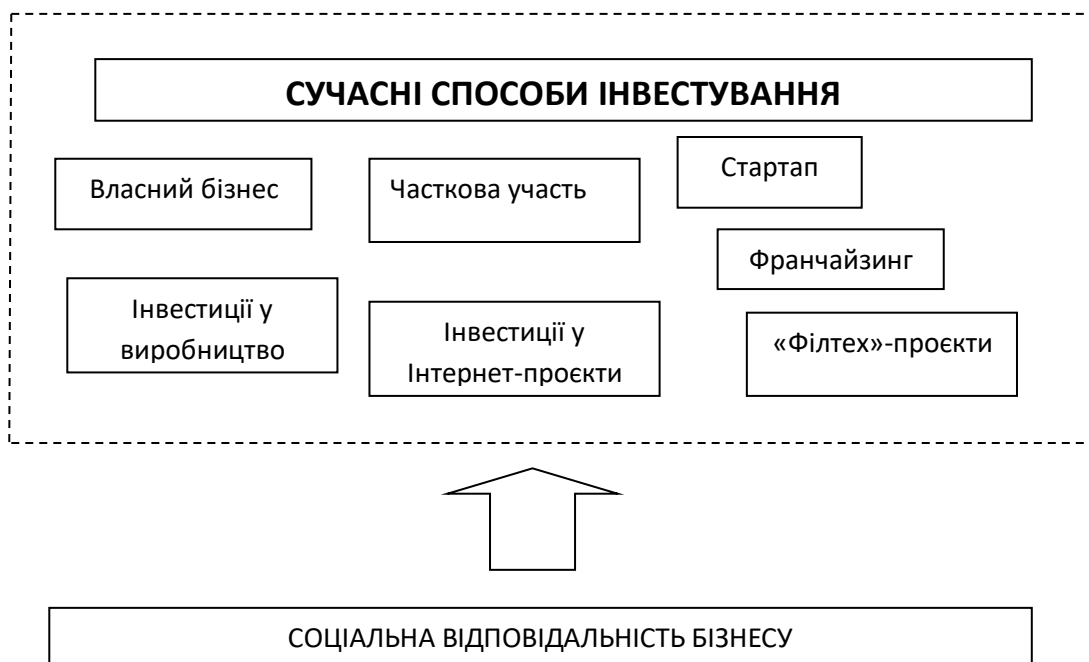 СУЧАСНІ СПОСОБИ ІНВЕСТУВАННЯ
Власний бізнес
Часткова участь
Стартап
Франчайзинг
Інвестиції у
виробництво
Інвестиції у
Інтернет-проєкти
«Філтех»-проєкти
СОЦІАЛЬНА ВІДПОВІДАЛЬНІСТЬ БІЗНЕСУ